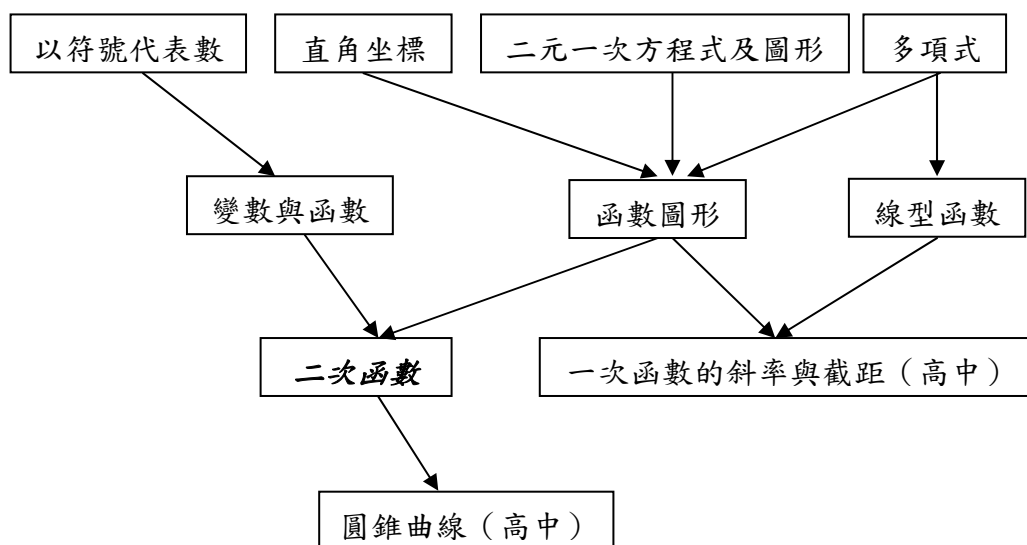 以符號代表數
直角坐標
二元一次方程式及圖形
多項式
變數與函數
函數圖形
線型函數
二次函數
一次函數的斜率與截距（高中）
圓錐曲線（高中）